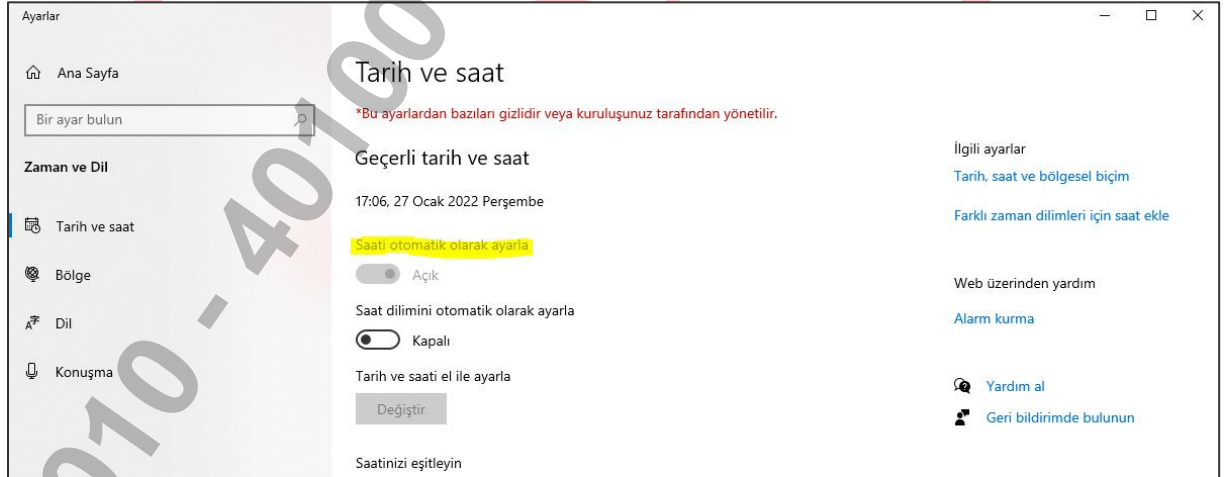 Ayarlar
Ana Sayfa
Bir ayar bulun
Zaman ve Dil
Tarih ve saat
Bölge
Dil
Konuşma
Tarih ve saat
*Bu ayarlardan bazıları gizlidir veya kuruluşunuz tarafından yönetilir.
Geçerli tarih ve saat
17:06, 27 Ocak 2022 Perşembe
Saati otomatik olarak ayarla
Açık
Saat dilimini otomatik olarak ayarla
Kapalı
Tarih ve saati el ile ayarla
Değiştir
Saatinizi eşitleyin
İlgili ayarlar
Tarih, saat ve bölgesel biçim
Farklı zaman dilimleri için saat ekle
Web üzerinden yardım
Alarm kurma
Yardım al
Geri bildirimde bulunun